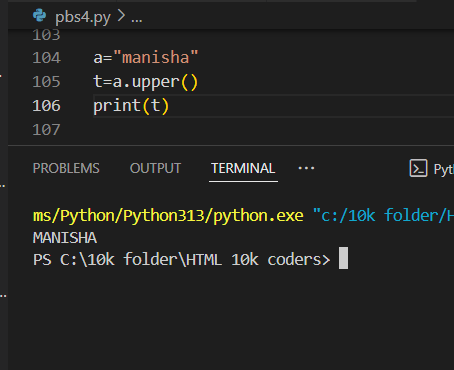 pbs4.py > ...
103
104 a="manisha"
105 t=a.upper()
106 print(t)
107
PROBLEMS OUTPUT TERMINAL ... Pyt
ms/Python/Python313/python.exe "c:/10k folder/H
MANISHA
PS C:\10k folder\HTML 10k coders>